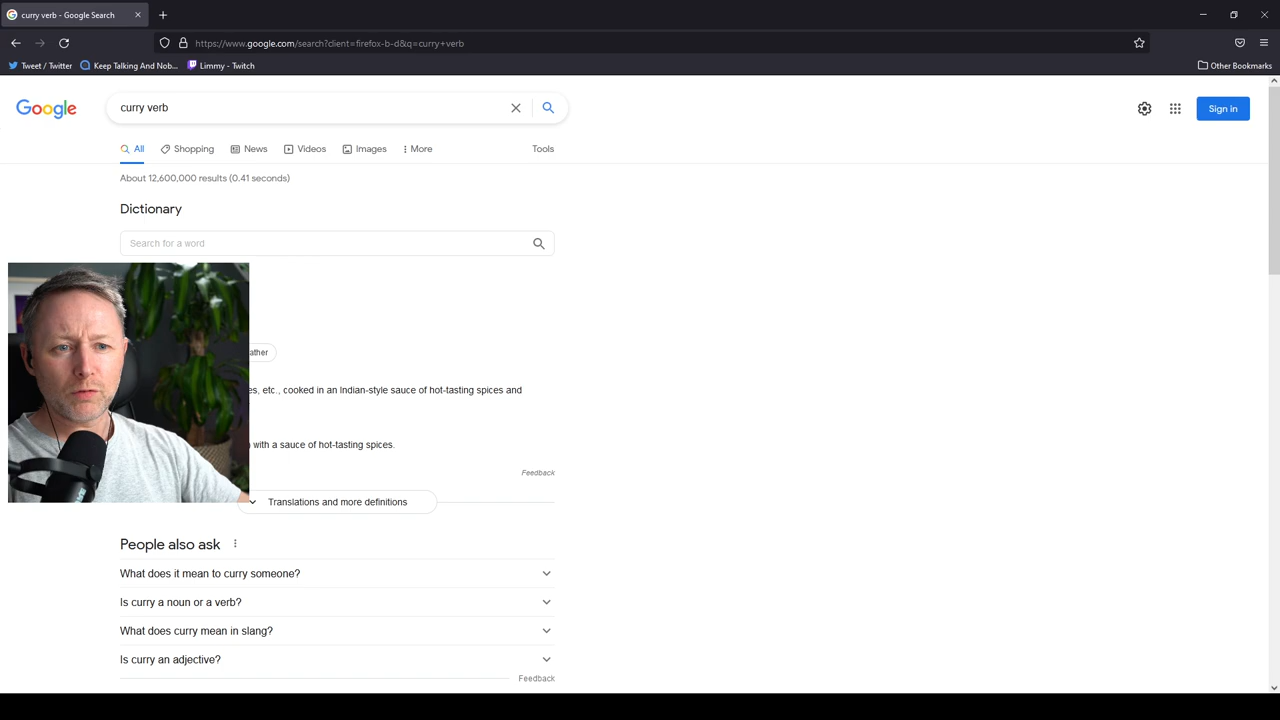 curry verb - Google Search
https://www.google.com/search?client=firefox-b-d&q=curry+verb
Tweet / Twitter
Keep Talking And Nob...
Limmy - Twitch
Other Bookmarks
Google
curry verb
Sign in
All
Shopping
News
Videos
Images
More
Tools
About 12,600,000 results (0.41 seconds)
Dictionary
Search for a word
ather
es, etc., cooked in an Indian-style sauce of hot-tasting spices and
with a sauce of hot-tasting spices.
Feedback
Translations and more definitions
People also ask
What does it mean to curry someone?
Is curry a noun or a verb?
What does curry mean in slang?
Is curry an adjective?
Feedback